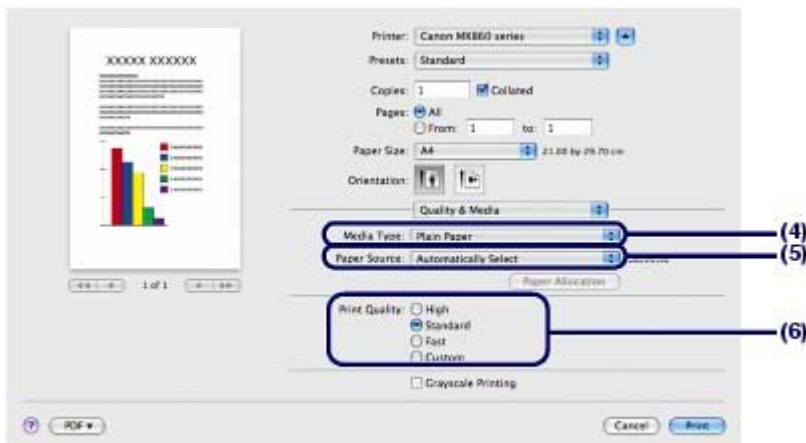 XXXXX XXXXXX
1 of 1
Printer: Canon MX860 series
Presets: Standard
Copies: 1 Collated
Pages: All
From: 1 to: 1
Paper Size: A4 21.00 by 29.70 cm
Orientation:
Quality & Media
Media Type: Plain Paper (4)
Paper Source: Automatically Select (5)
Paper Allocation
Print Quality: High
Standard (6)
Fast
Custom
Grayscale Printing
? PDF Cancel Print